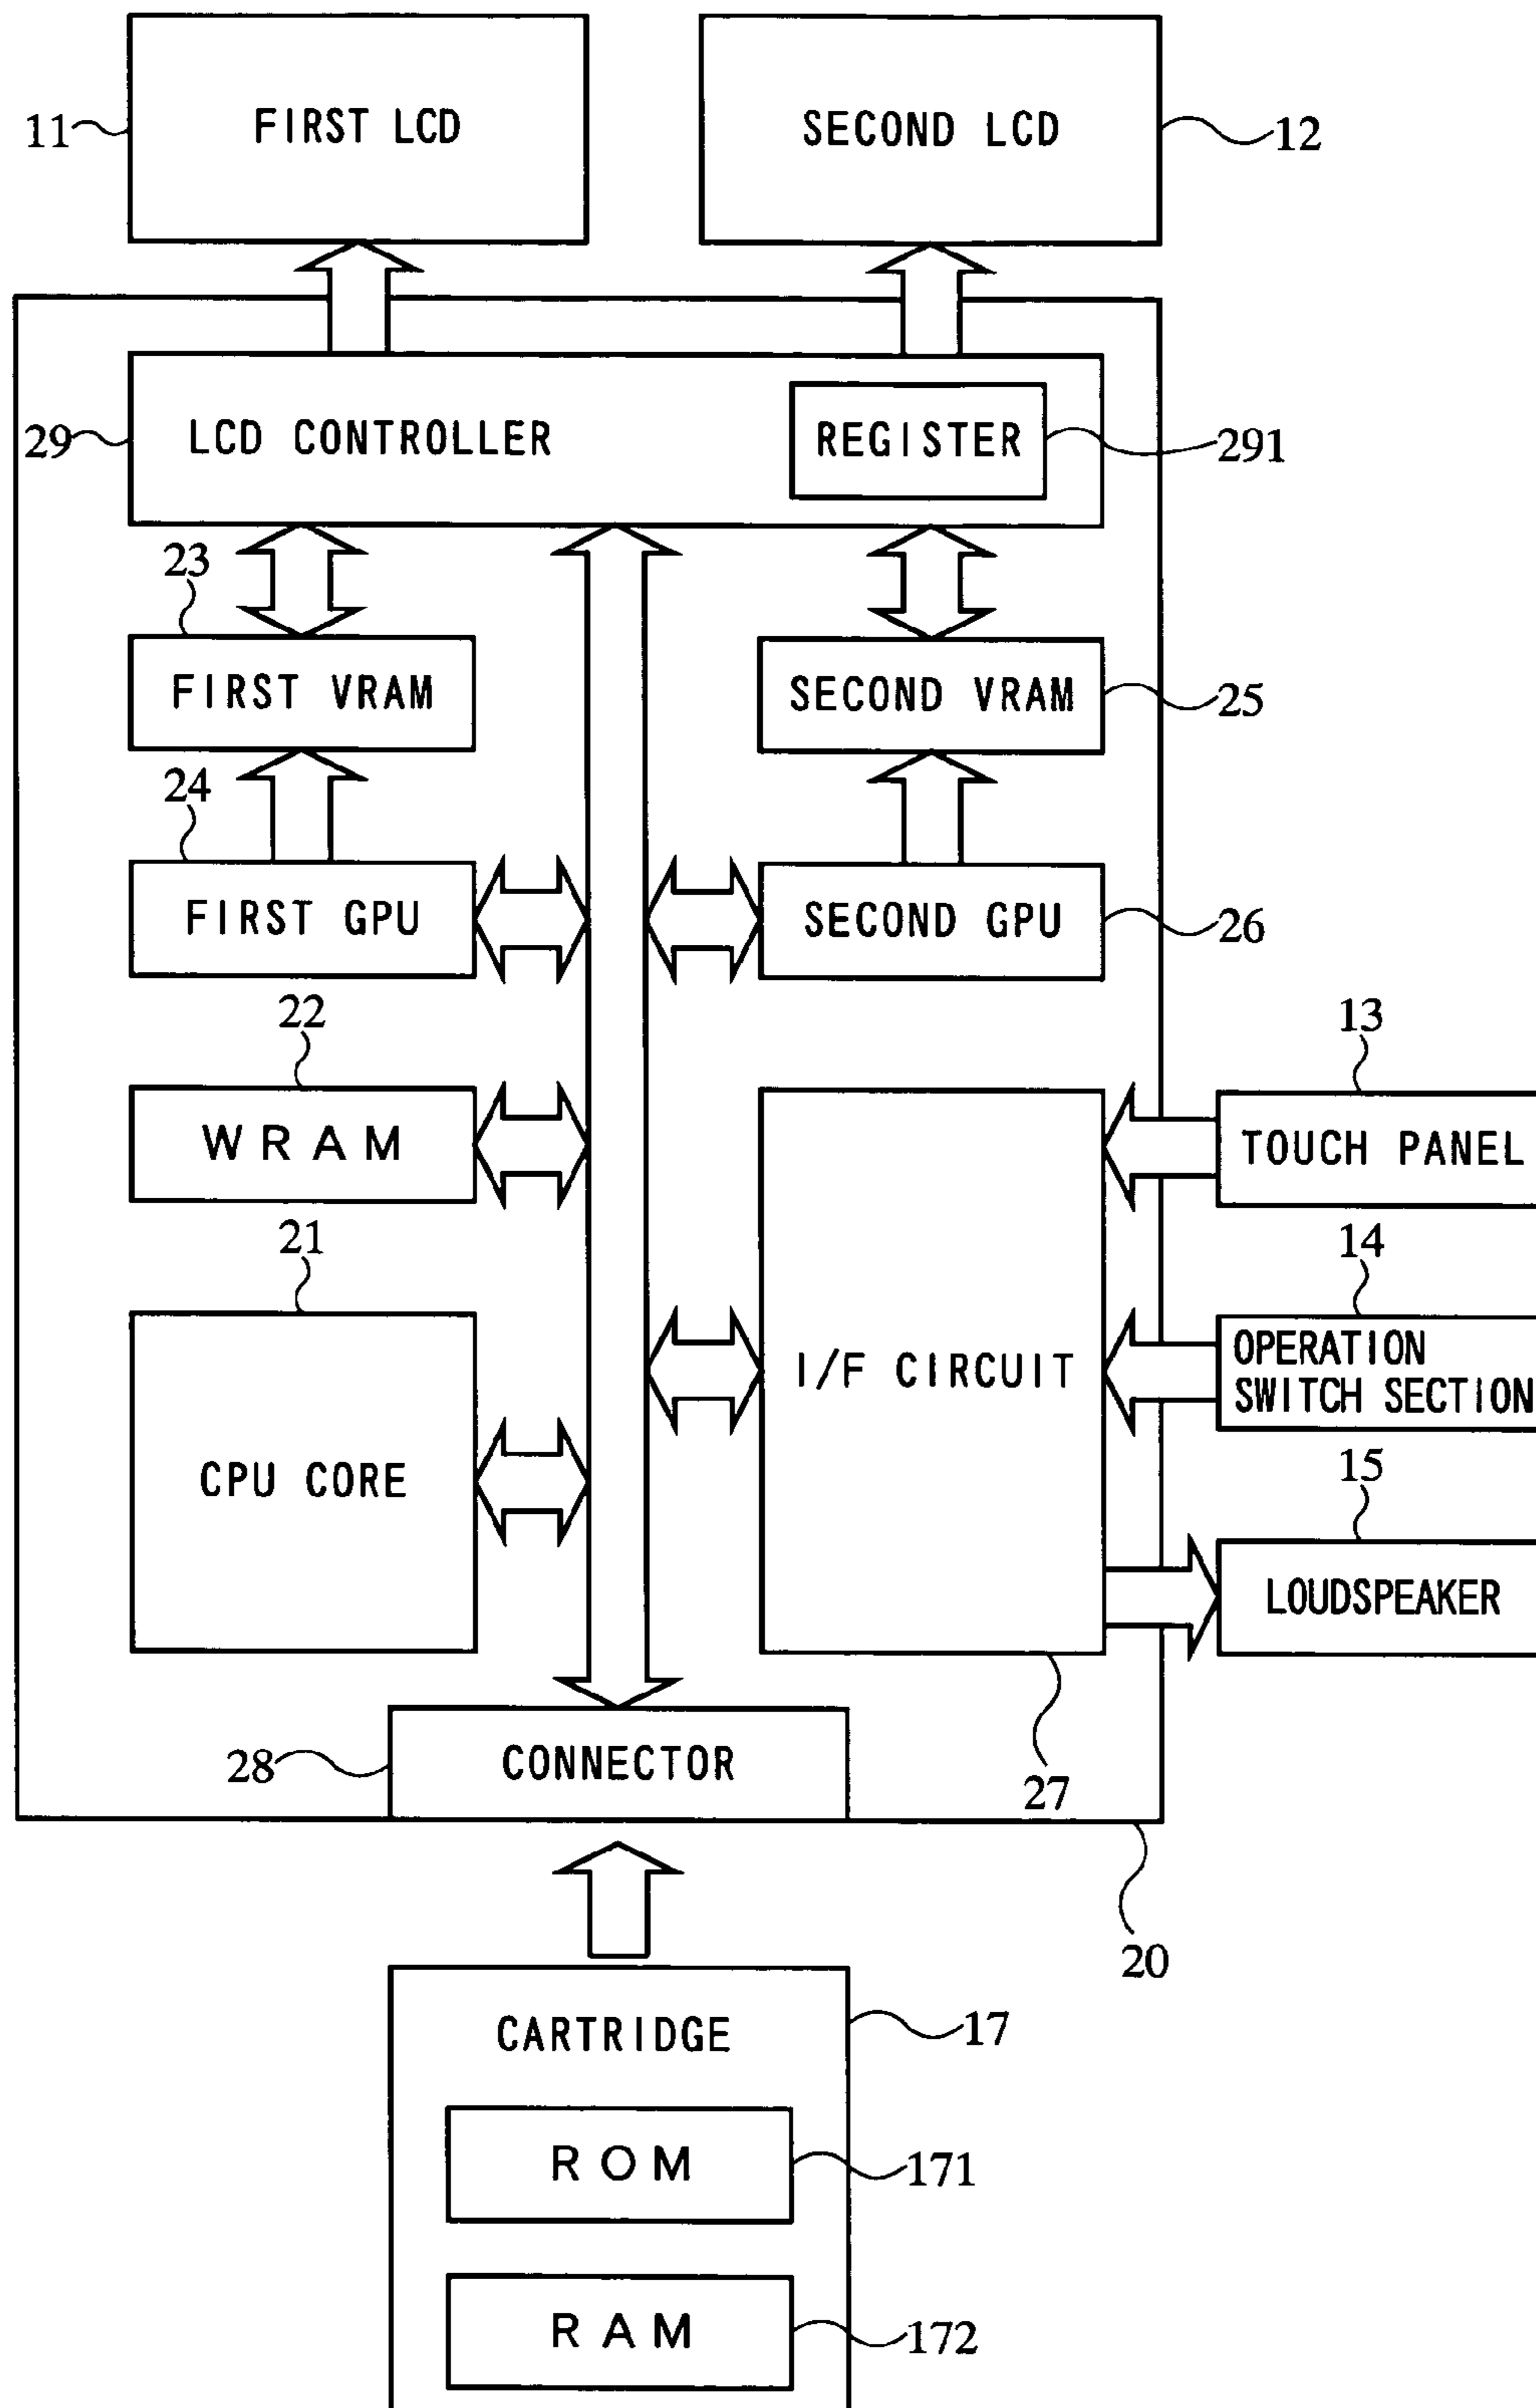 FIRST LCD
SECOND LCD
11
12
LCD CONTROLLER
REGISTER
29
291
23
FIRST VRAM
SECOND VRAM
25
24
FIRST GPU
SECOND GPU
26
22
13
WRAM
TOUCH PANEL
21
14
OPERATION
SWITCH SECTION
I/F CIRCUIT
CPU CORE
15
LOUDSPEAKER
28
CONNECTOR
27
20
CARTRIDGE
17
ROM
171
RAM
172